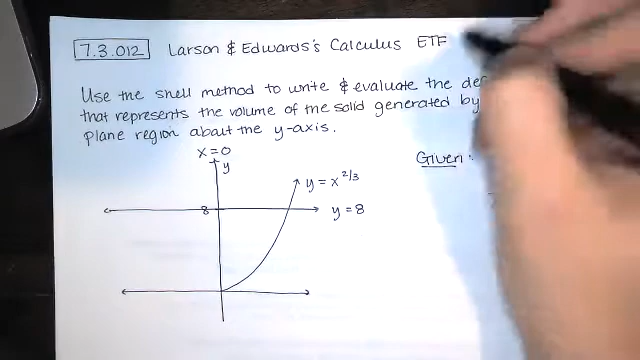 7.3.012 Larson & Edwards's Calculus ETF
Use the shell method to write & evaluate the def
that represents the volume of the solid generated by
plane region about the y-axis.
x=0
y
Given:
y = x^2/3
8
y = 8